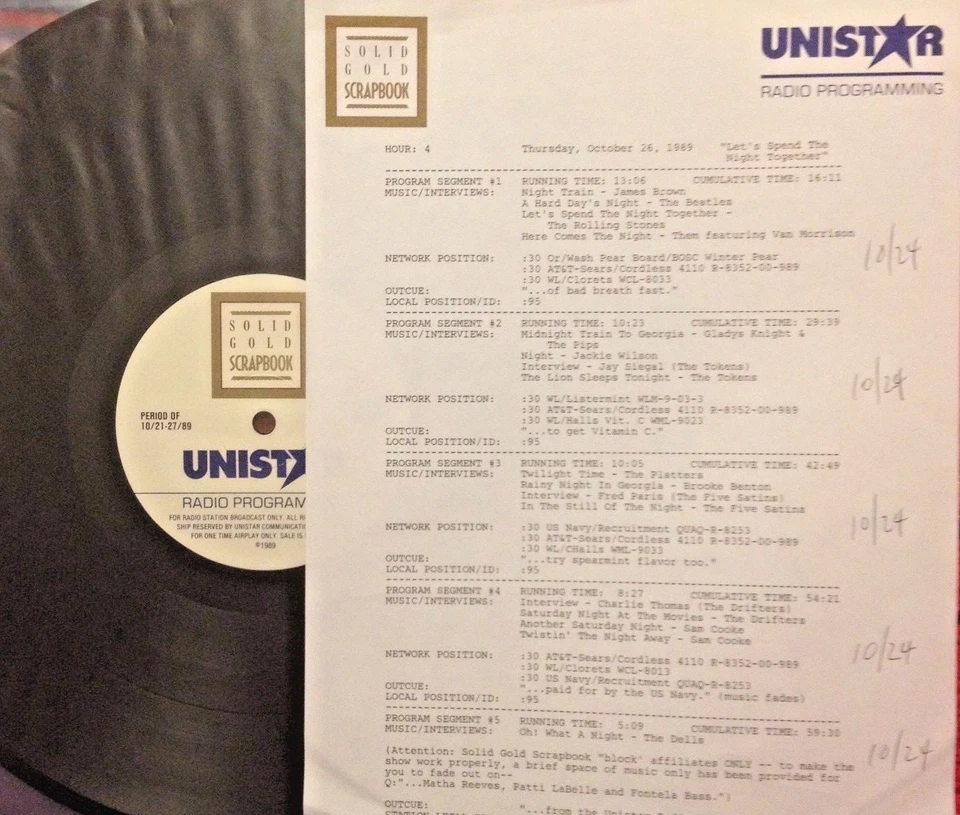 SOLID
GOLD
SCRAPBOOK
UNISTAR
RADIO PROGRAMMING
HOUR: 4 Thursday, October 26, 1989 "Let's Spend The
Night Together"
PROGRAM SEGMENT #1 RUNNING TIME: 13:06 CUMULATIVE TIME: 16:11
MUSIC/INTERVIEWS: Night Train - James Brown
A Hard Day's Night - The Beatles
Let's Spend The Night Together -
The Rolling Stones
Here Comes The Night - Them featuring Van Morrison
10/24
NETWORK POSITION: :30 Or/Wash Pear Board/BOSC Winter Pear
:30 AT&T-Sears/Cordless 4110 R-8352-00-989
:30 WL/Clorets WCL-8033
OUTCUE: "...of bad breath fast."
LOCAL POSITION/ID: :95
PROGRAM SEGMENT #2 RUNNING TIME: 10:23 CUMULATIVE TIME: 29:39
MUSIC/INTERVIEWS: Midnight Train To Georgia - Gladys Knight &
The Pips
Night - Jackie Wilson
Interview - Jay Siegal (The Tokens)
The Lion Sleeps Tonight - The Tokens
10/24
NETWORK POSITION: :30 WL/Listermint WLM-9-03-3
:30 AT&T-Sears/Cordless 4110 R-8352-00-989
:30 WL/Halls Vit. C WML-9023
OUTCUE: "...to get Vitamin C."
LOCAL POSITION/ID: :95
PROGRAM SEGMENT #3 RUNNING TIME: 10:05 CUMULATIVE TIME: 42:49
MUSIC/INTERVIEWS: Twilight Time - The Platters
Rainy Night In Georgia - Brooke Benton
Interview - Fred Paris (The Five Satins)
In The Still Of The Night - The Five Satins
10/24
NETWORK POSITION: :30 US Navy/Recruitment QUAQ-R-8253
:30 AT&T-Sears/Cordless 4110 R-8352-00-989
:30 WL/CHalls WML-9033
OUTCUE: "...try spearmint flavor too."
LOCAL POSITION/ID: :95
PROGRAM SEGMENT #4 RUNNING TIME: 8:27 CUMULATIVE TIME: 54:21
MUSIC/INTERVIEWS: Interview - Charlie Thomas (The Drifters)
Saturday Night At The Movies - The Drifters
Another Saturday Night - Sam Cooke
Twistin' The Night Away - Sam Cooke
10/24
NETWORK POSITION: :30 AT&T-Sears/Cordless 4110 R-8352-00-989
:30 WL/Clorets WCL-8013
:30 US Navy/Recruitment QUAQ-R-8253
OUTCUE: "...paid for by the US Navy." (music fades)
LOCAL POSITION/ID: :95
PROGRAM SEGMENT #5 RUNNING TIME: 5:09 CUMULATIVE TIME: 59:30
MUSIC/INTERVIEWS: Oh! What A Night - The Dells
10/24
(Attention: Solid Gold Scrapbook "block" affiliates ONLY -- to make the
show work properly, a brief space of music only has been provided for
you to fade out on--
Q:"...Matha Reeves, Patti LaBelle and Fontela Bass.")
OUTCUE: "...from the Unistar
SOLID
GOLD
SCRAPBOOK
PERIOD OF
10/21-27/89
UNIST
RADIO PROGRAM
FOR RADIO STATION BROADCAST ONLY. ALL
SHIP RESERVED BY UNISTAR
FOR ONE TIME AIRPLAY ONLY. SALE IS
©1989